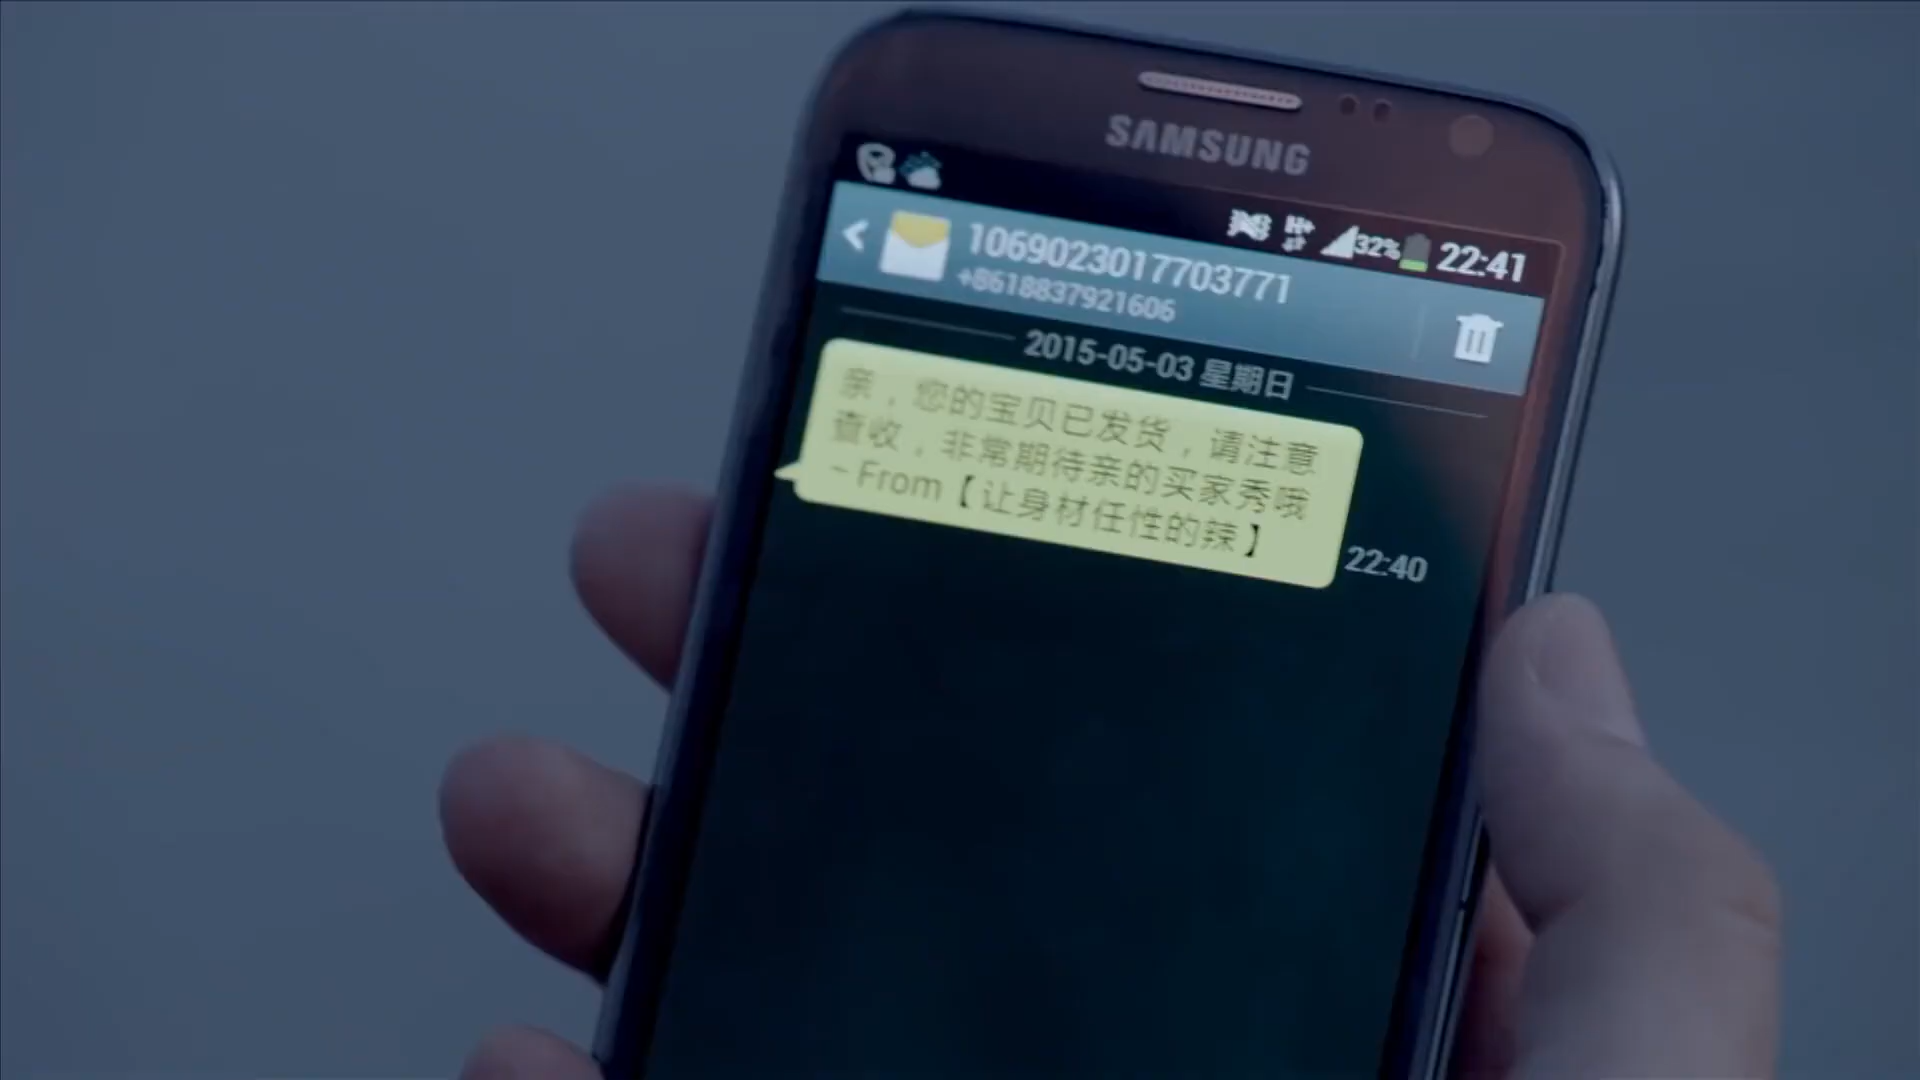 SAMSUNG
32% 22:41
1069023017703771
+8618837921606
2015-05-03 星期日
亲，您的宝贝已发货，请注意
查收，非常期待亲的买家秀哦
~From【让身材任性的辣】
22:40